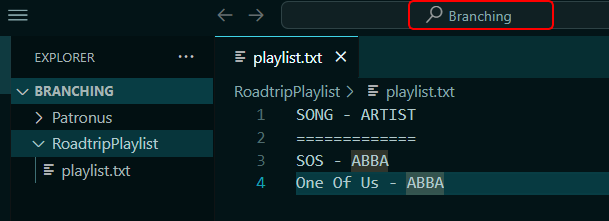 Branching
EXPLORER ···
playlist.txt
BRANCHING
Patronus
RoadtripPlaylist
playlist.txt
RoadtripPlaylist > playlist.txt
1 SONG - ARTIST
2 =============
3 SOS - ABBA
4 One Of Us - ABBA